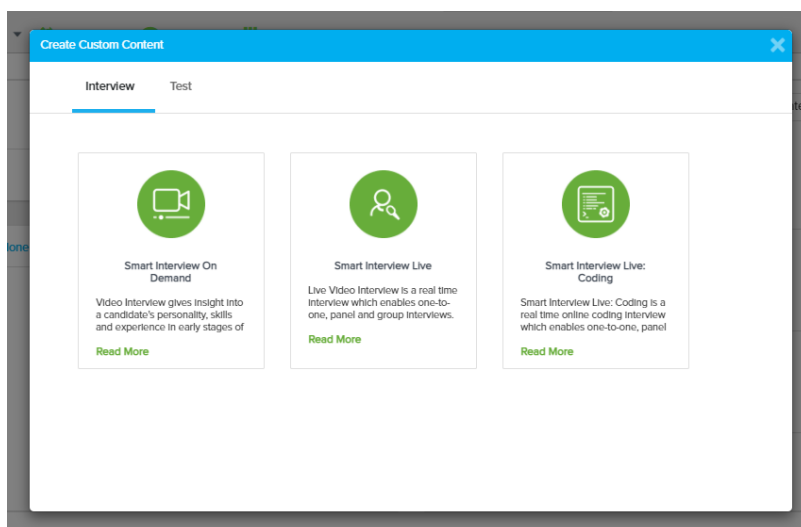 Create Custom Content
Interview
Test
Smart Interview On
Demand
Video Interview gives insight into
a candidate's personality, skills
and experience in early stages of
Read More
Smart Interview Live
Live Video Interview is a real time
interview which enables one-to-
one, panel and group interviews.
Read More
Smart Interview Live:
Coding
Smart Interview Live: Coding is a
real time online coding interview
which enables one-to-one, panel
Read More